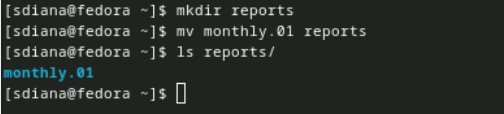 [sdiana@fedora ~]$ mkdir reports
[sdiana@fedora ~]$ mv monthly.01 reports
[sdiana@fedora ~]$ ls reports/
monthly.01
[sdiana@fedora ~]$